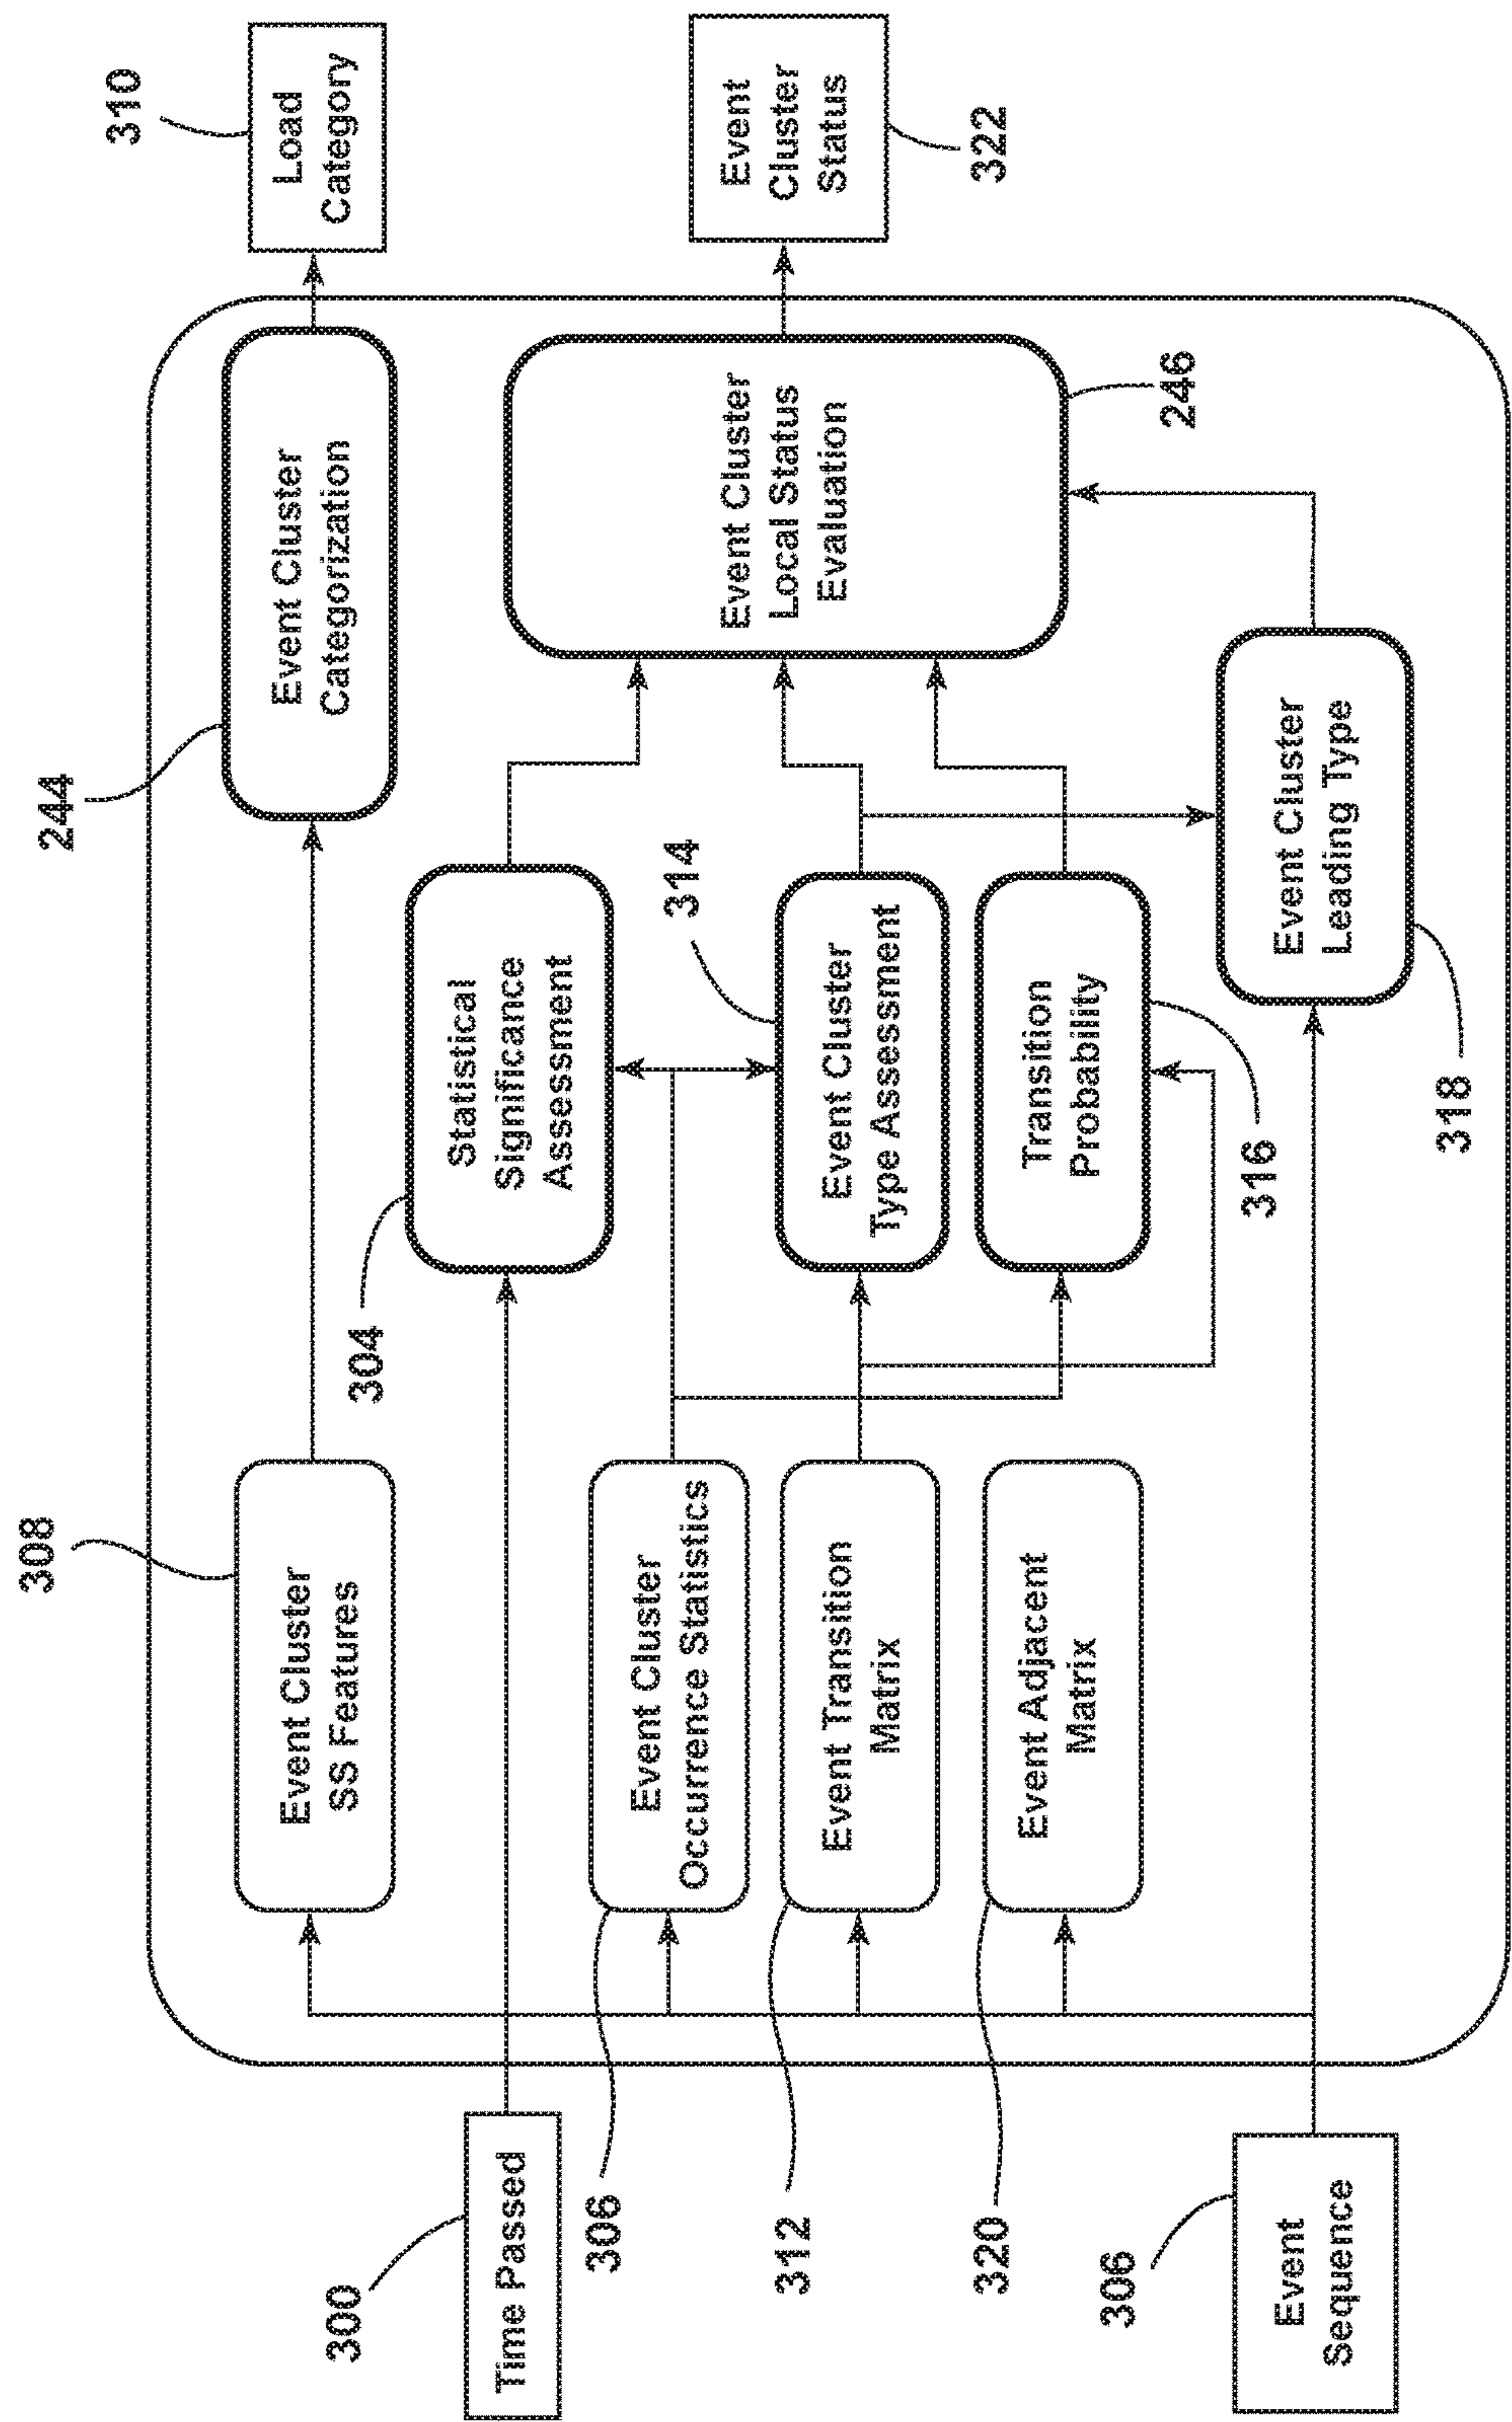 310
Load
Category
244
Event Cluster
Categorization
308
Event Cluster
SS Features
304
Statistical
Significance
Assessment
300
Time Passed
Event
Cluster
Status
322
Event Cluster
Local Status
Evaluation
246
314
Event Cluster
Type Assessment
Event Cluster
Occurrence Statistics
306
Event Transition
Matrix
312
Transition
Probability
316
Event Adjacent
Matrix
320
Event Cluster
Leading Type
318
306
Event
Sequence